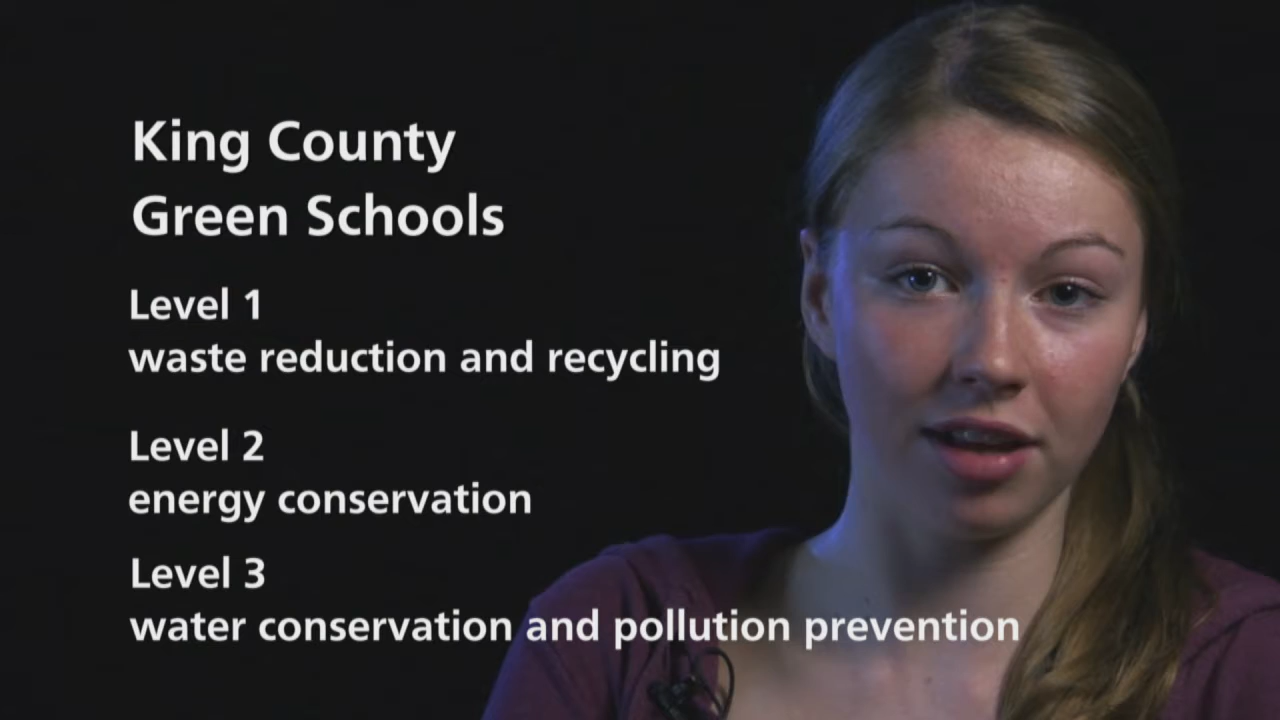 King County
Green Schools
Level 1
waste reduction and recycling
Level 2
energy conservation
Level 3
water conservation and pollution prevention